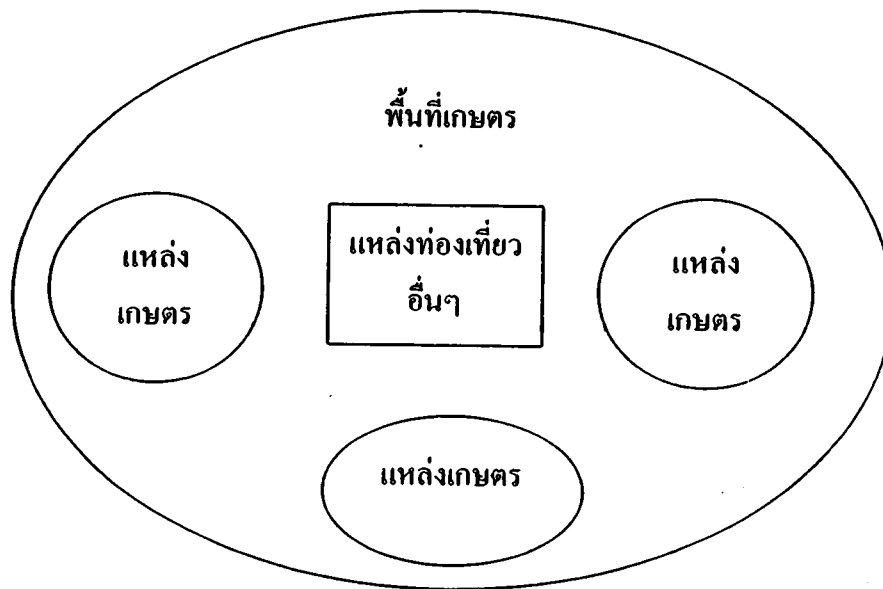 พื้นที่เกษตร
แหล่ง
เกษตร
แหล่งท่องเที่ยว
อื่นๆ
แหล่ง
เกษตร
แหล่งเกษตร